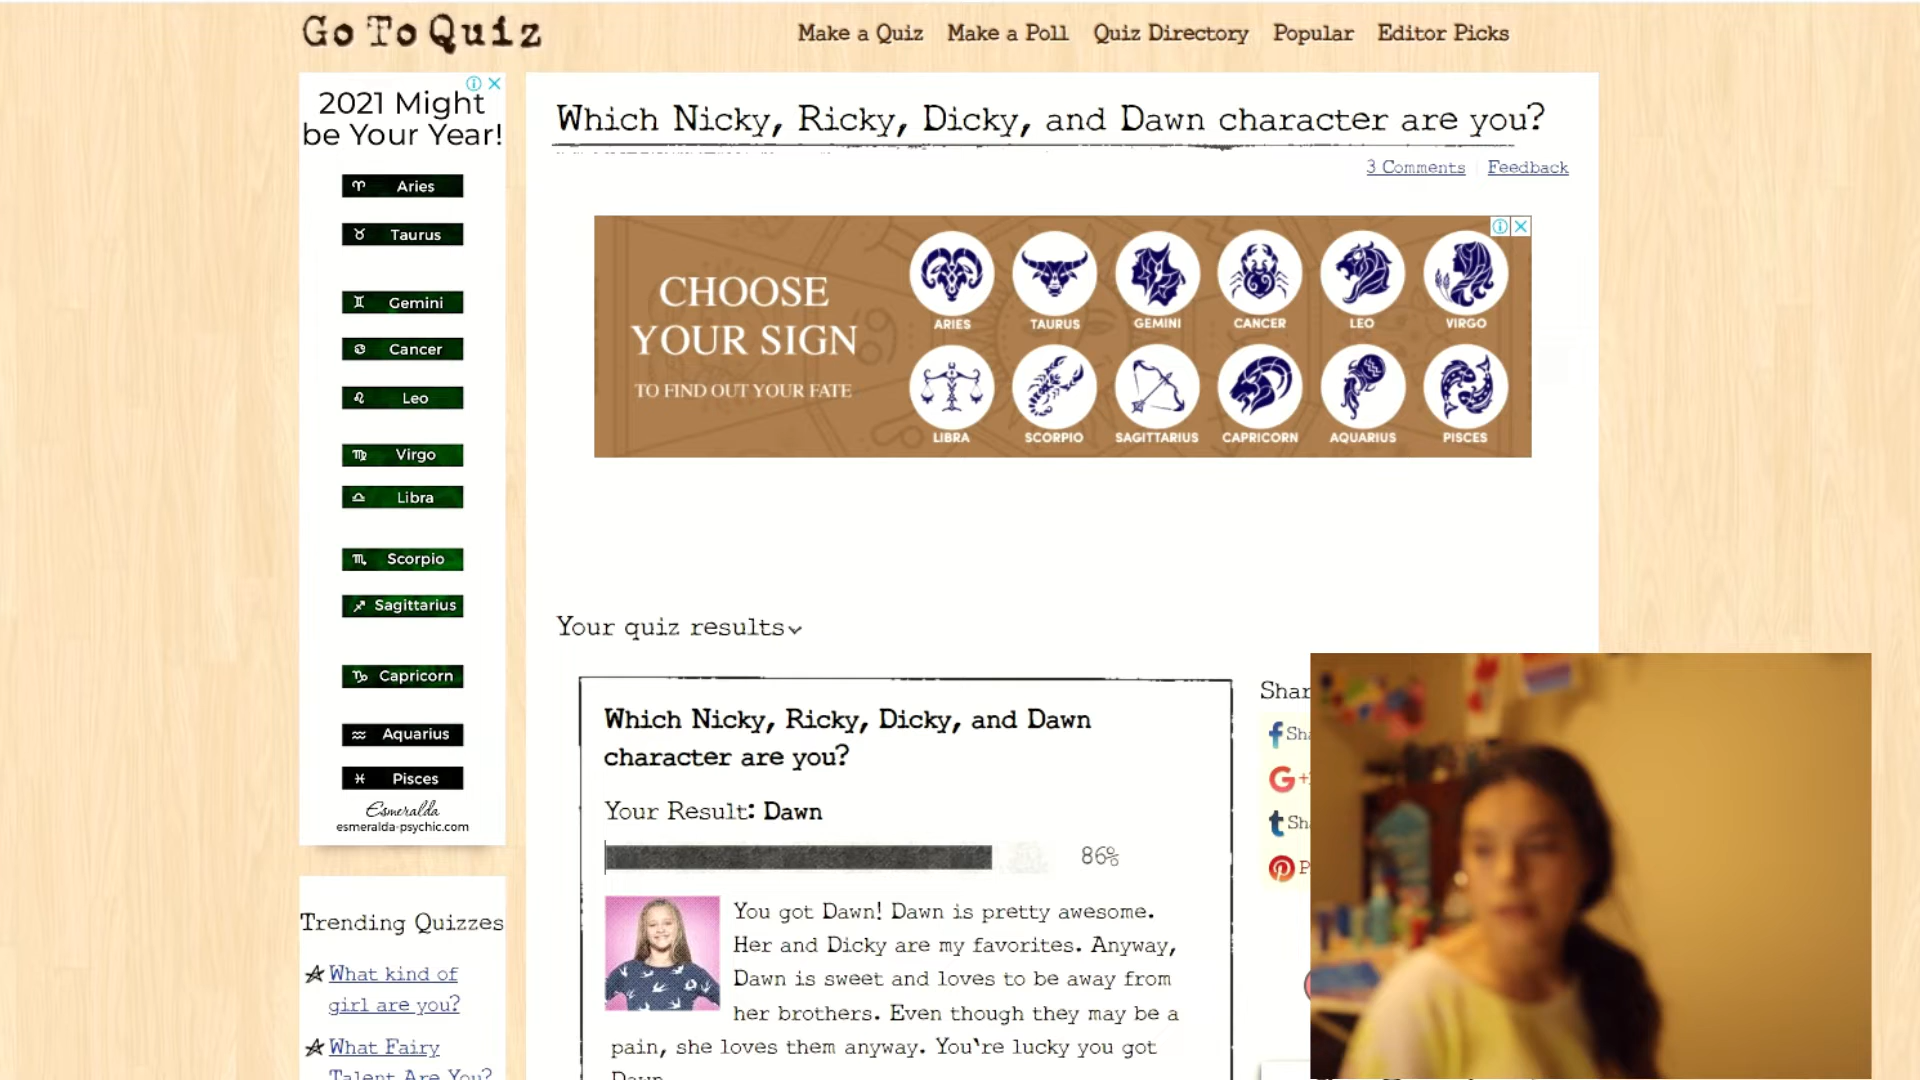 Go To Quiz
Make a Quiz Make a Poll Quiz Directory Popular Editor Picks
2021 Might
be Your Year!
Aries
Taurus
Gemini
Cancer
Leo
Virgo
Libra
Scorpio
Sagittarius
Capricorn
Aquarius
Pisces
Esmeralda
esmeralda-psychic.com
Trending Quizzes
What kind of
girl are you?
What Fairy
Talent Are You?
Which Nicky, Ricky, Dicky, and Dawn character are you?
3 Comments Feedback
CHOOSE
YOUR SIGN
TO FIND OUT YOUR FATE
ARIES TAURUS GEMINI CANCER LEO VIRGO
LIBRA SCORPIO SAGITTARIUS CAPRICORN AQUARIUS PISCES
Your quiz results
Which Nicky, Ricky, Dicky, and Dawn
character are you?
Your Result: Dawn
86%
You got Dawn! Dawn is pretty awesome.
Her and Dicky are my favorites. Anyway,
Dawn is sweet and loves to be away from
her brothers. Even though they may be a
pain, she loves them anyway. You're lucky you got
Dawn